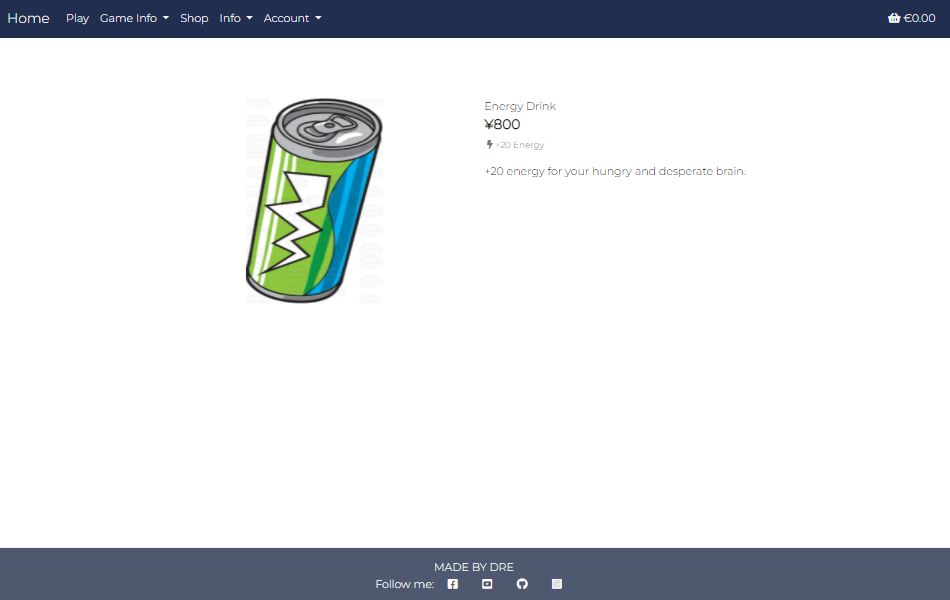 Home Play Game Info Shop Info Account €0.00
Energy Drink
¥800
+20 Energy
+20 energy for your hungry and desperate brain.
MADE BY DRE
Follow me: